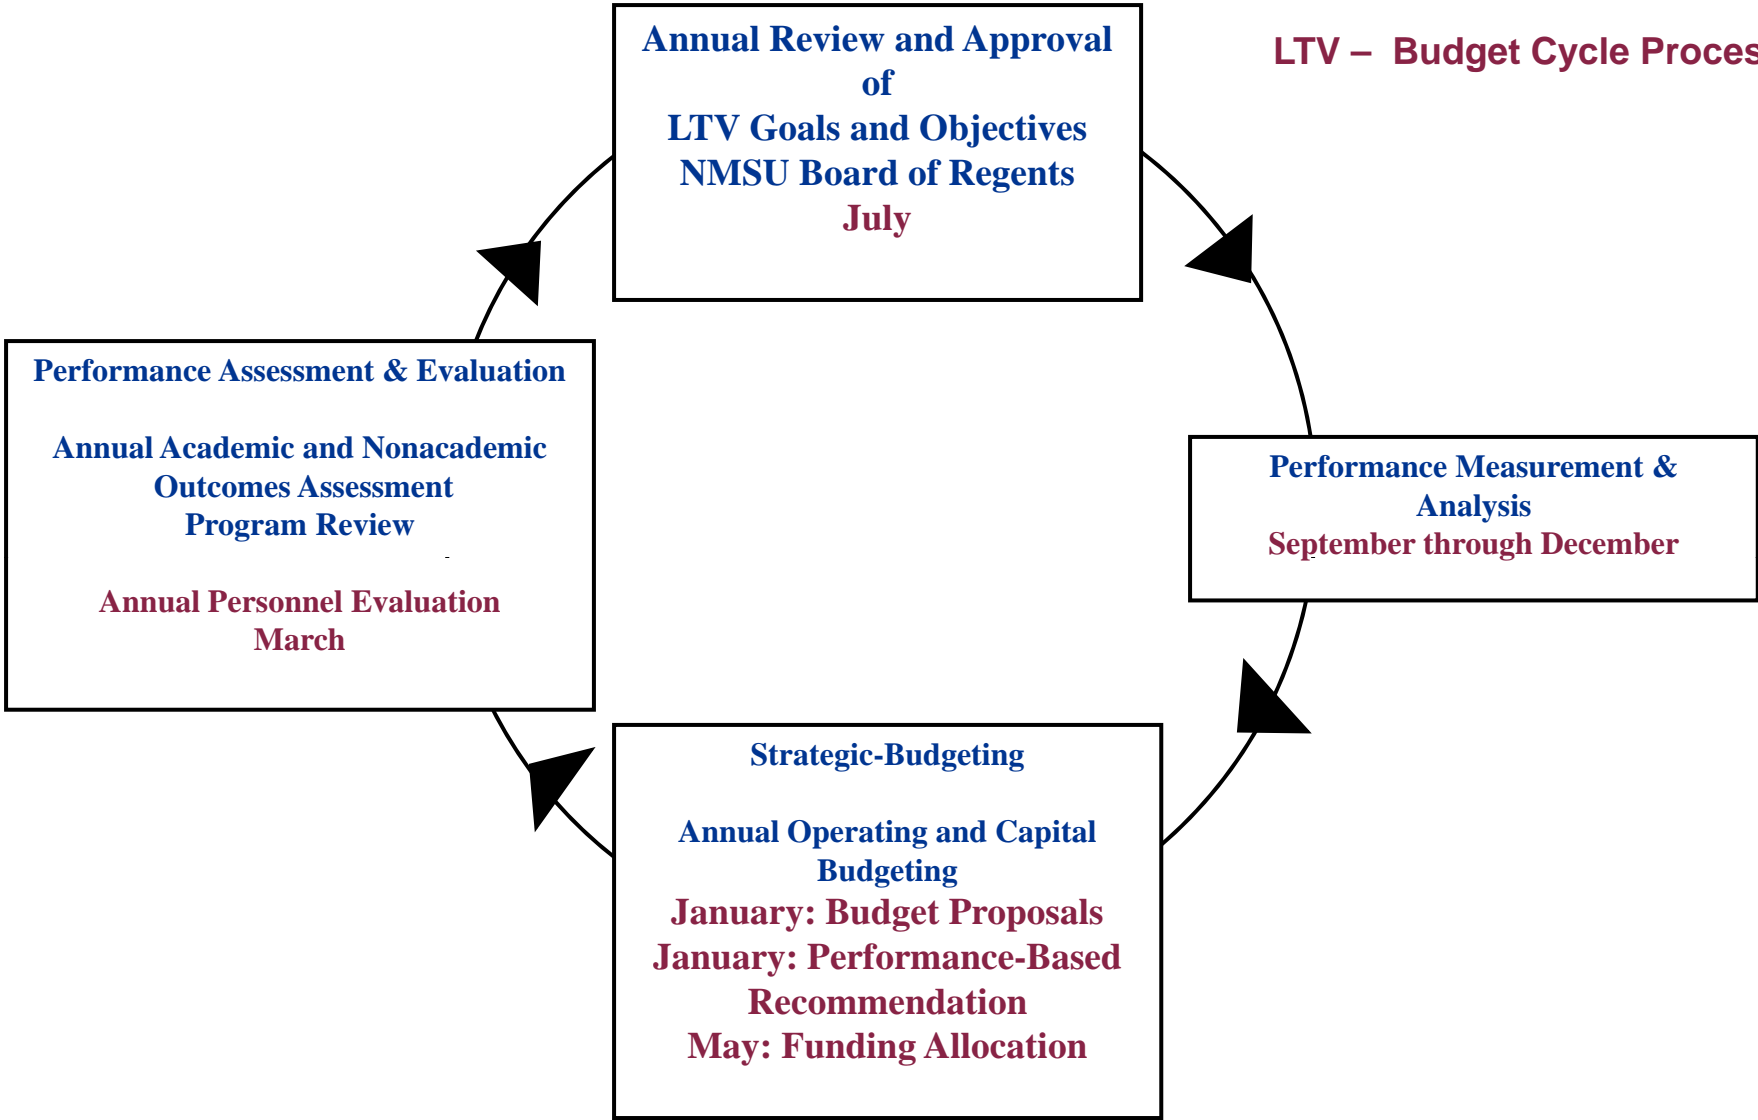 LTV – Budget Cycle Proces
Annual Review and Approval
of
LTV Goals and Objectives
NMSU Board of Regents
July
Performance Assessment & Evaluation
Annual Academic and Nonacademic
Outcomes Assessment
Program Review
Annual Personnel Evaluation
March
Performance Measurement &
Analysis
September through December
Strategic-Budgeting
Annual Operating and Capital
Budgeting
January: Budget Proposals
January: Performance-Based
Recommendation
May: Funding Allocation